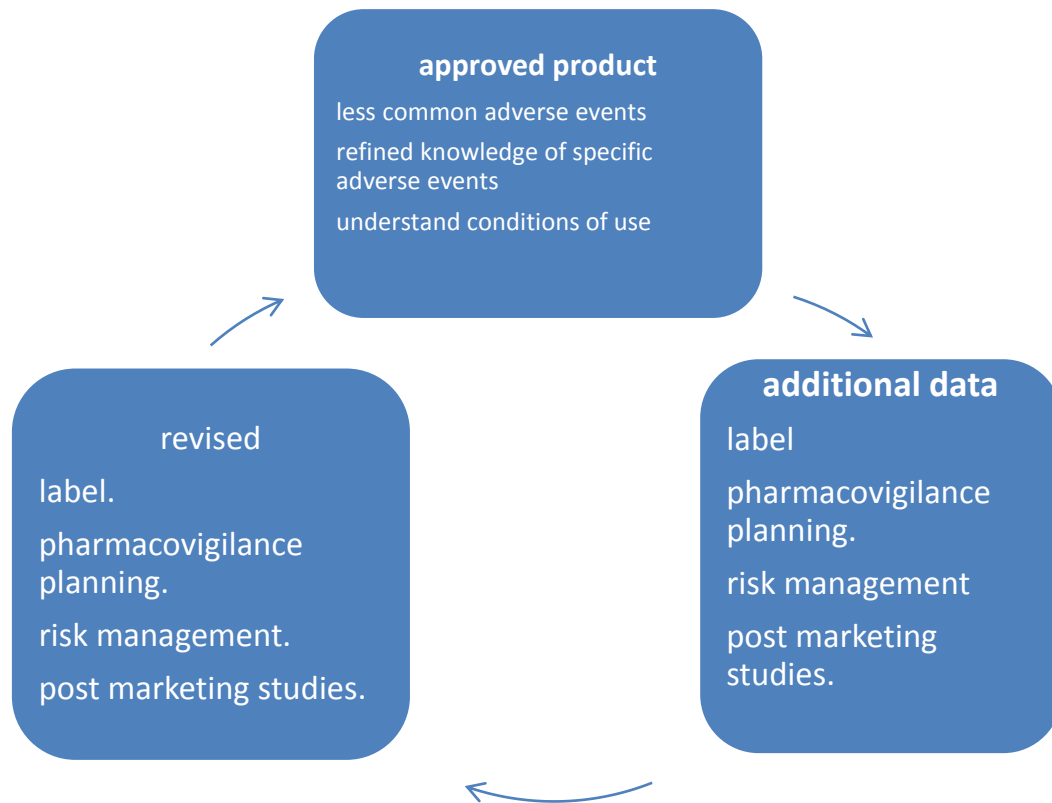 approved product
less common adverse events
refined knowledge of specific
adverse events
understand conditions of use
additional data
label
pharmacovigilance
planning.
risk management
post marketing
studies.
revised
label.
pharmacovigilance
planning.
risk management.
post marketing studies.